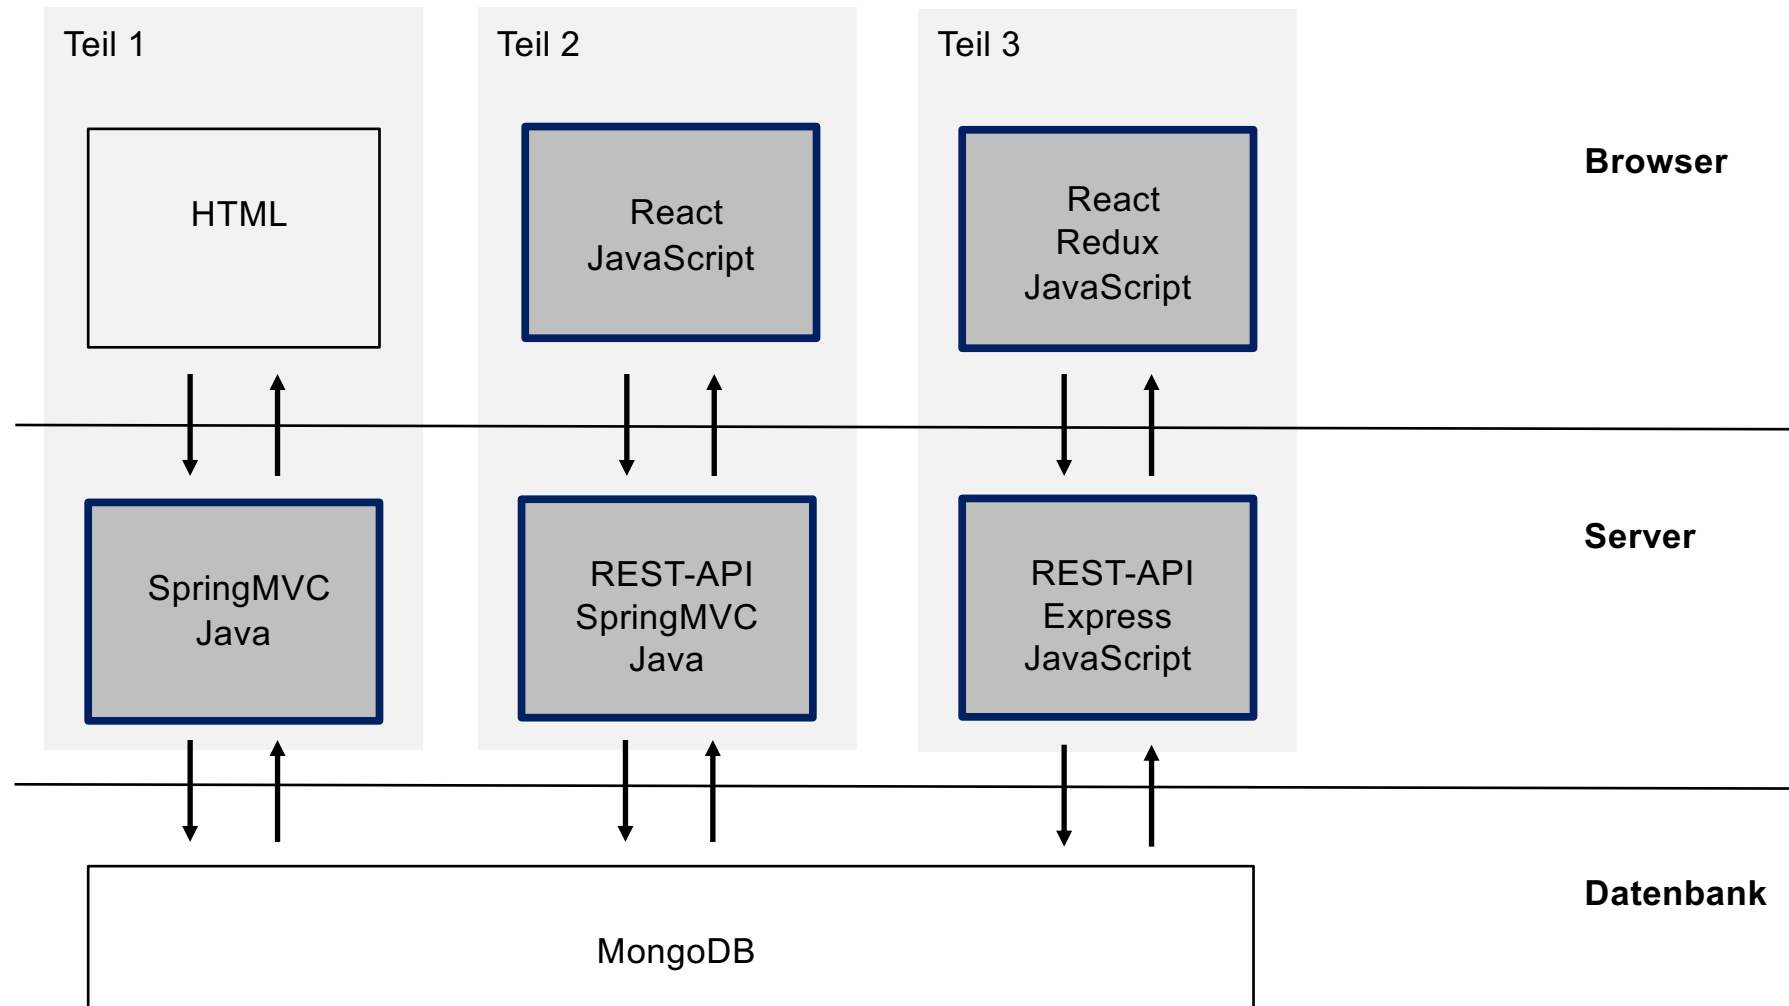 Teil 1
Teil 2
Teil 3
HTML
React
JavaScript
React
Redux
JavaScript
Browser
SpringMVC
Java
REST-API
SpringMVC
Java
REST-API
Express
JavaScript
Server
MongoDB
Datenbank